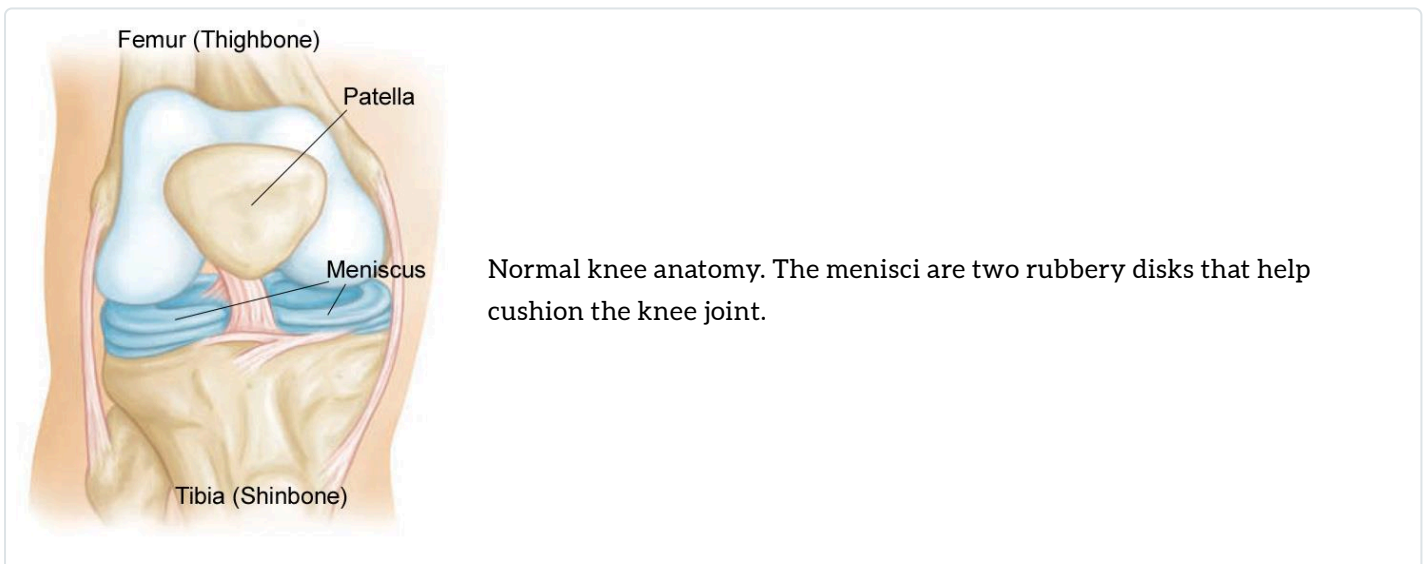 Femur (Thighbone)
Patella
Meniscus
Tibia (Shinbone)
Normal knee anatomy. The menisci are two rubbery disks that help
cushion the knee joint.